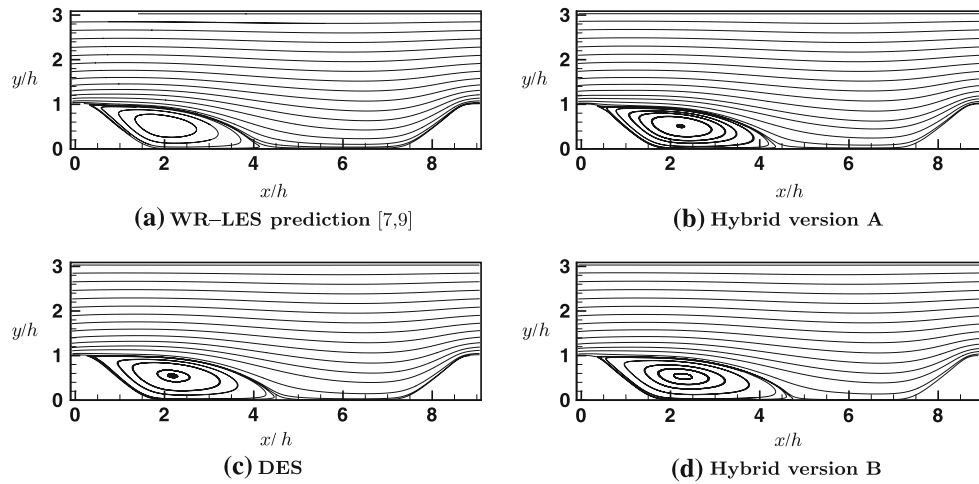 3
2
y/h
1
0
0 2 4 6 8
x/h
(a) WR–LES prediction [7,9]
3
2
y/h
1
0
0 2 4 6 8
x/h
(b) Hybrid version A
3
2
y/h
1
0
0 2 4 6 8
x/ h
(c) DES
3
2
y/h
1
0
0 2 4 6 8
x/h
(d) Hybrid version B